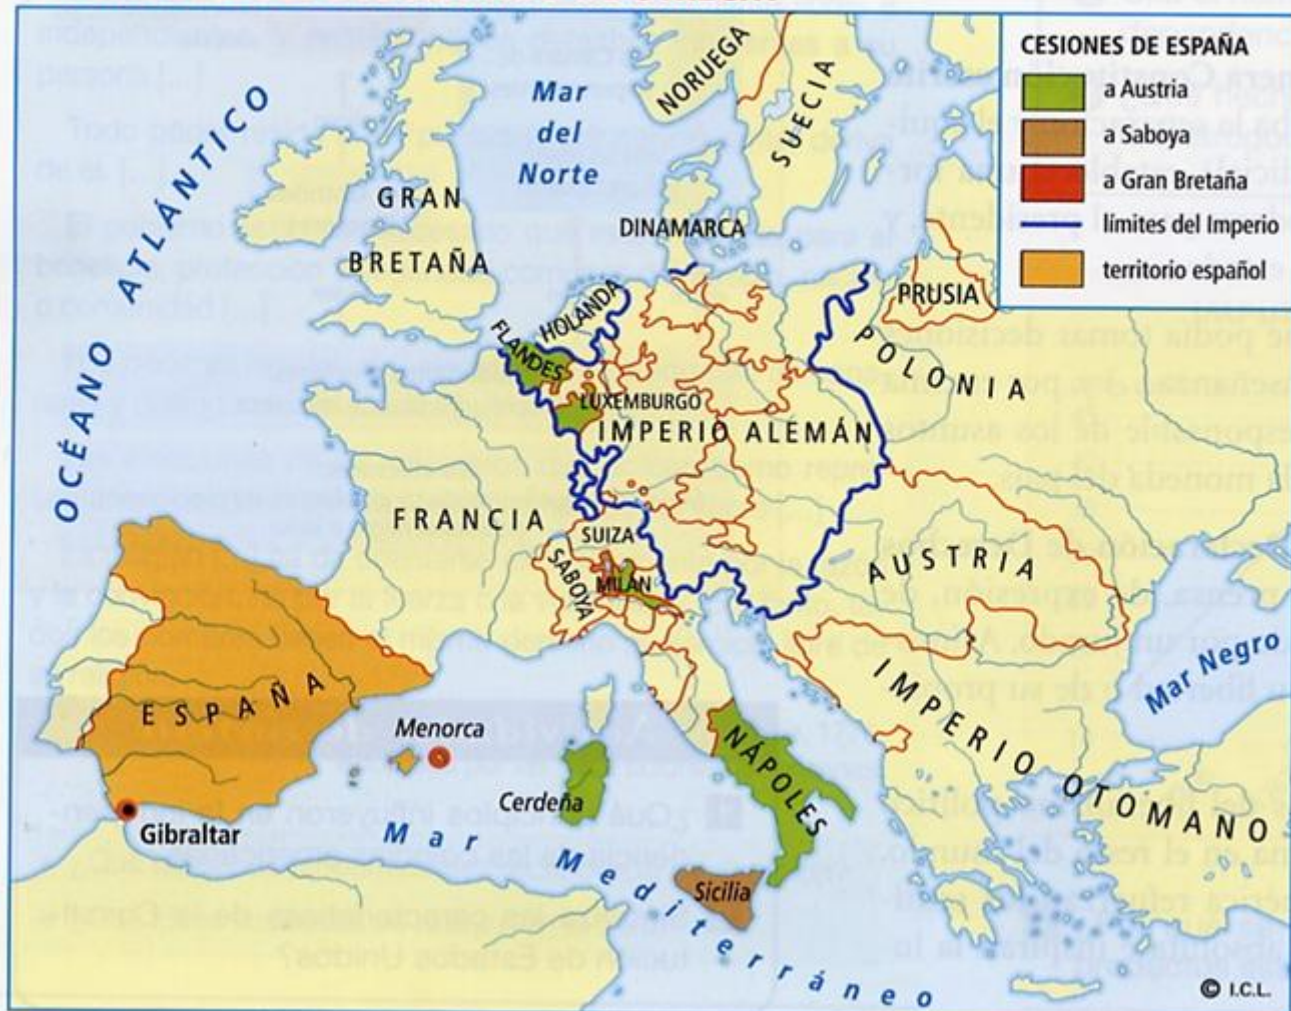 CESIONES DE ESPAÑA
a Austria
a Saboya
a Gran Bretaña
límites del Imperio
territorio español
NORUEGA
SUECIA
Mar
del
Norte
OCÉANO ATLÁNTICO
GRAN
BRETAÑA
DINAMARCA
HOLANDA
FLANDES
LUXEMBURGO
IMPERIO ALEMÁN
PRUSIA
POLONIA
FRANCIA
SUIZA
SABOYA
MILÁN
AUSTRIA
IMPERIO OTOMANO
Mar Negro
ESPAÑA
Menorca
Cerdeña
NÁPOLES
Gibraltar
Mar Mediterráneo
Sicilia
© I.C.L.